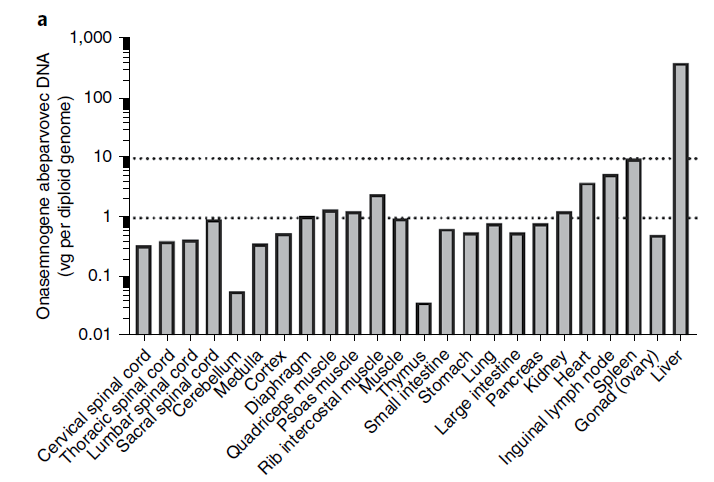 a
Onasemnogene abeparvovec DNA
(vg per diploid genome)
1,000
100
10
1
0.1
0.01
Cervical spinal cord
Thoracic spinal cord
Lumbar spinal cord
Sacral spinal cord
Cerebellum
Medulla
Cortex
Diaphragm
Quadriceps muscle
Psoas muscle
Rib intercostal muscle
Muscle
Thymus
Small intestine
Stomach
Lung
Large intestine
Pancreas
Kidney
Heart
Inguinal lymph node
Spleen
Gonad (ovary)
Liver